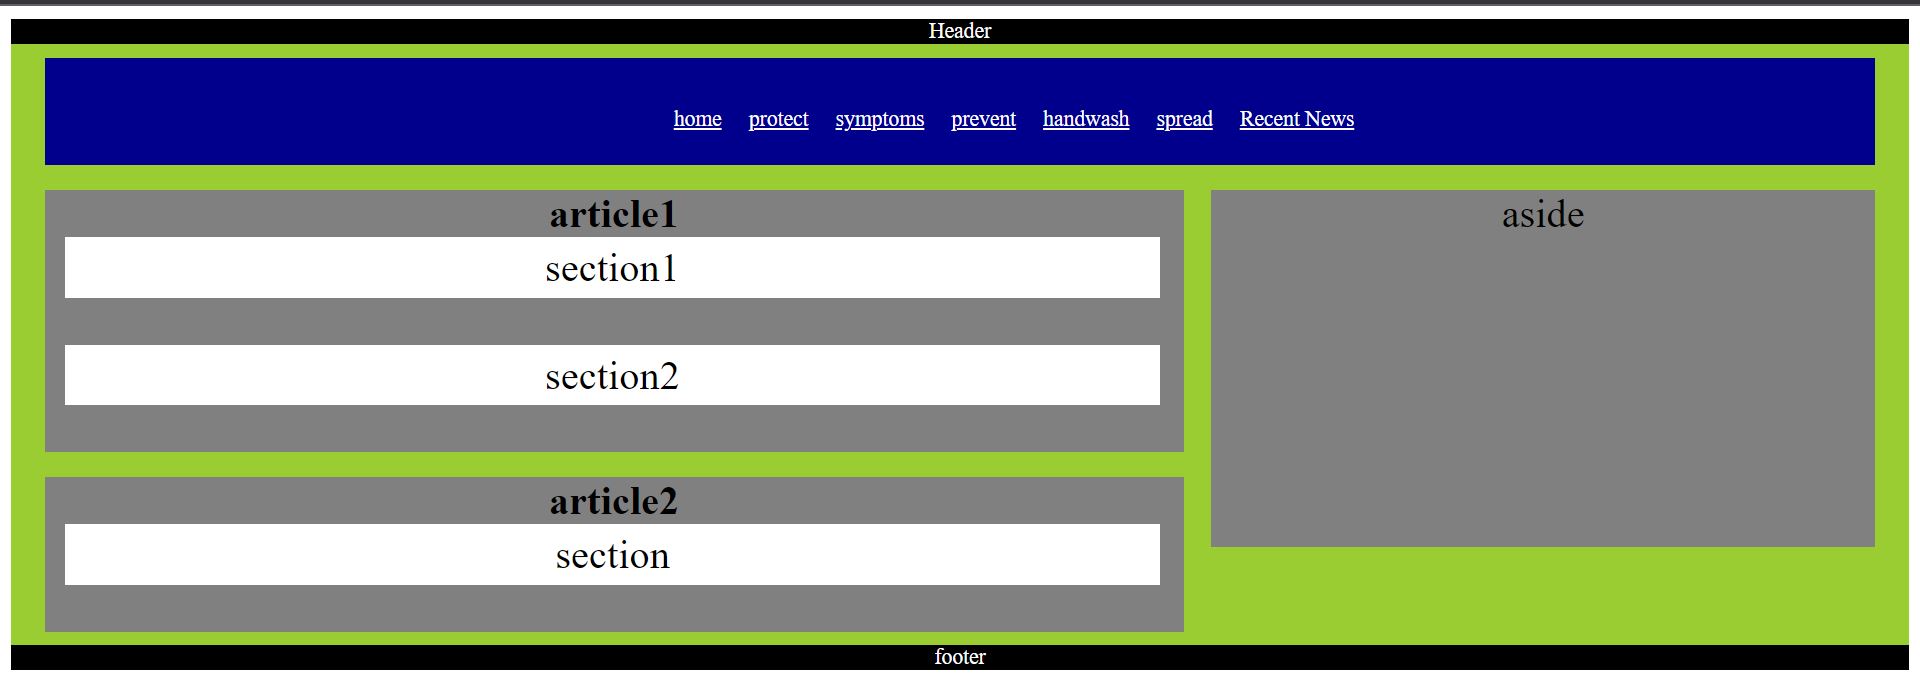 Header
home protect symptoms prevent handwash spread Recent News
article1
section1
section2
article2
section
aside
footer